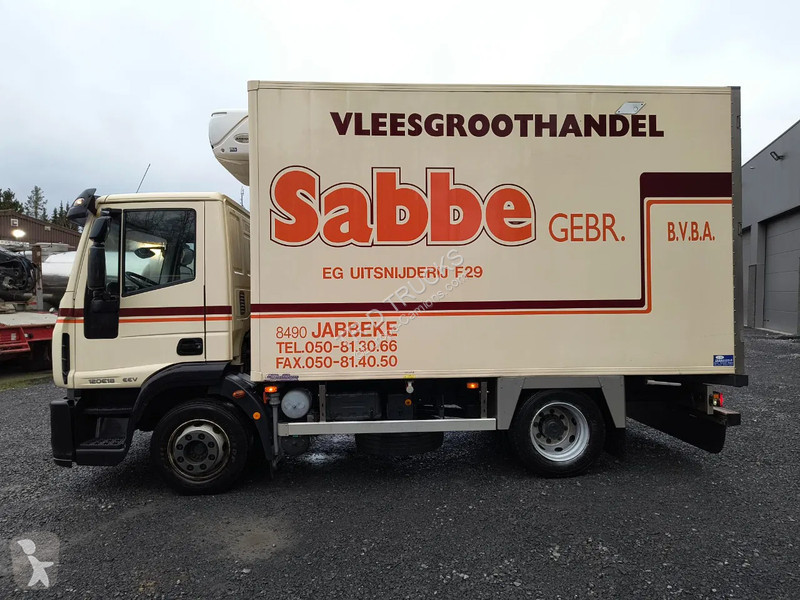 VLEESGROOTHANDEL
Sabbe GEBR. B.V.B.A.
EG UITSNIJDERIJ F29
8490 JABBEKE
TEL.050-81.30.66
FAX.050-81.40.50
120E18 EEV
TRUCKS